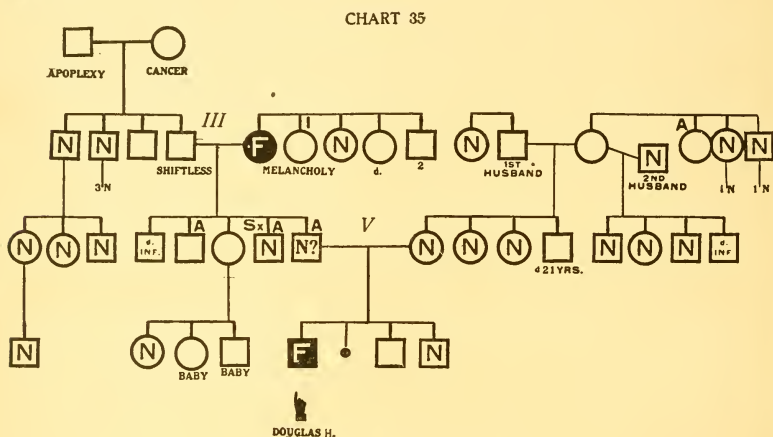 CHART 35
APOPLEXY CANCER
III A
N N F I N N N N N
SHIFTLESS MELANCHOLY d. 2 1ST HUSBAND 2ND HUSBAND
3 N 1 N 1 N
A Sx A A V
N N N d. INF. N N? N N N N N N d. INF.
d 21 YRS.
N N F N
BABY BABY
DOUGLAS H.